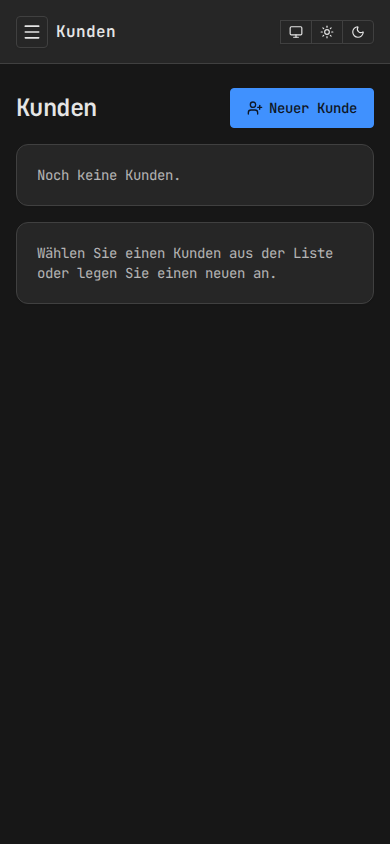 Kunden
Kunden
Neuer Kunde
Noch keine Kunden.
Wählen Sie einen Kunden aus der Liste
oder legen Sie einen neuen an.